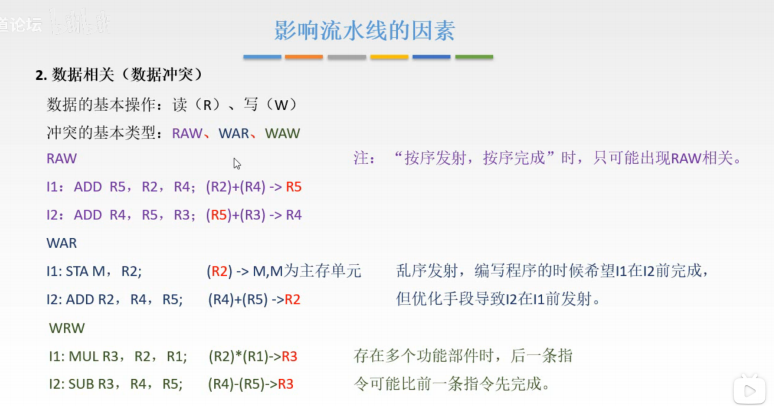 道论坛
影响流水线的因素
2. 数据相关（数据冲突）
数据的基本操作：读（R）、写（W）
冲突的基本类型：RAW、WAR、WAW
RAW
注： “按序发射，按序完成”时，只可能出现RAW相关。
I1：ADD R5，R2，R4；(R2)+(R4) -> R5
I2：ADD R4，R5，R3；(R5)+(R3) -> R4
WAR
I1: STA M，R2; (R2) -> M,M为主存单元 乱序发射，编写程序的时候希望I1在I2前完成，
I2: ADD R2，R4，R5; (R4)+(R5) ->R2 但优化手段导致I2在I1前发射。
WRW
I1: MUL R3，R2，R1; (R2)*(R1)->R3 存在多个功能部件时，后一条指
I2: SUB R3，R4，R5; (R4)-(R5)->R3 令可能比前一条指令先完成。